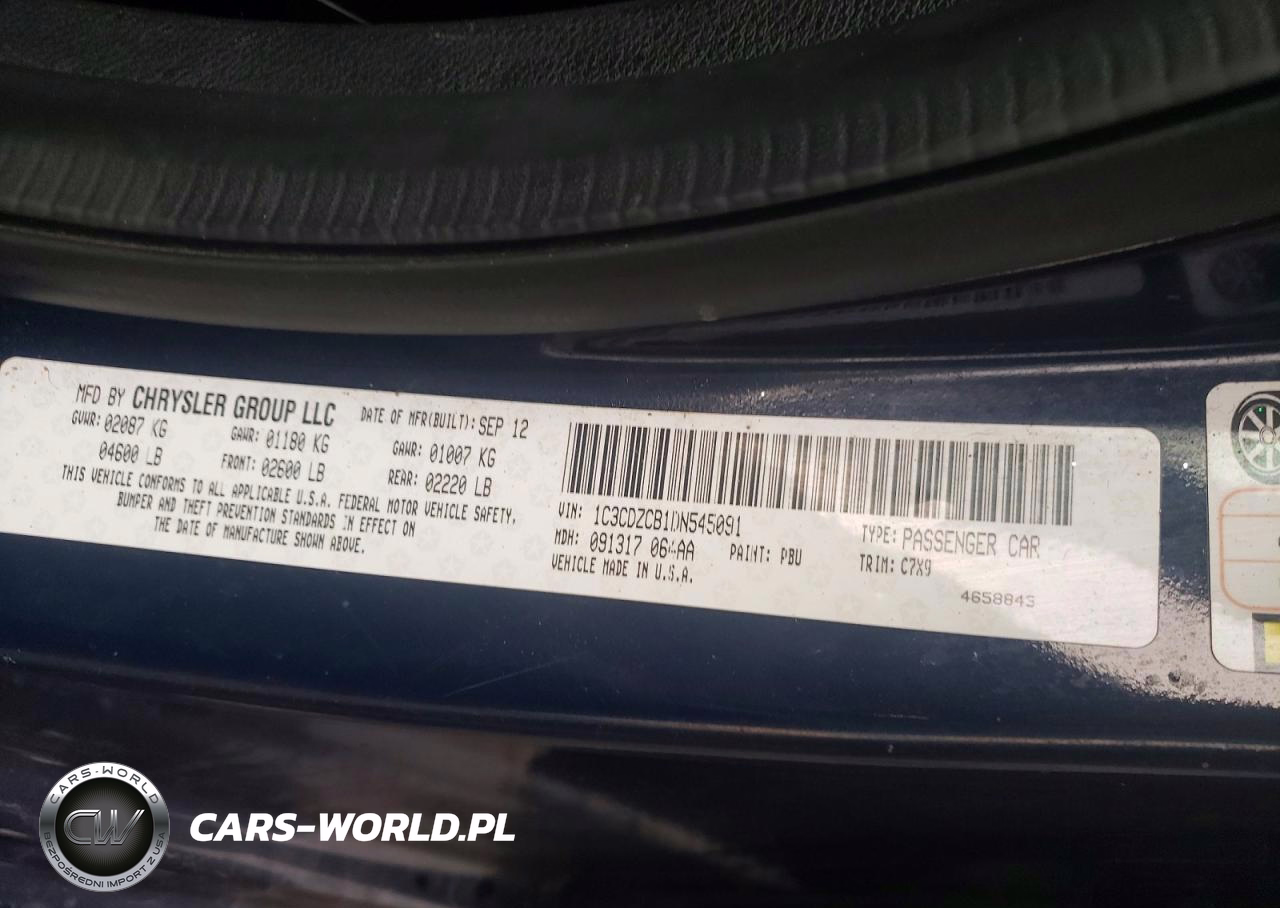 MFD BY CHRYSLER GROUP LLC
DATE OF MFR(BUILT): SEP 12
GVWR: 02087 KG
GAWR: 01180 KG
GAWR: 01007 KG
04600 LB
FRONT: 02600 LB
REAR: 02220 LB
THIS VEHICLE CONFORMS TO ALL APPLICABLE U.S.A. FEDERAL MOTOR VEHICLE SAFETY,
BUMPER AND THEFT PREVENTION STANDARDS IN EFFECT ON
THE DATE OF MANUFACTURE SHOWN ABOVE.
VIN: 1C3CDZCB1DN545091
TYPE: PASSENGER CAR
MDH: 091317 PAINT: PBU
TRIM: C7X9
VEHICLE MADE IN U.S.A.
4658843
CARS-WORLD
CW
BEZPOŚREDNI IMPORT Z USA
CARS-WORLD.PL